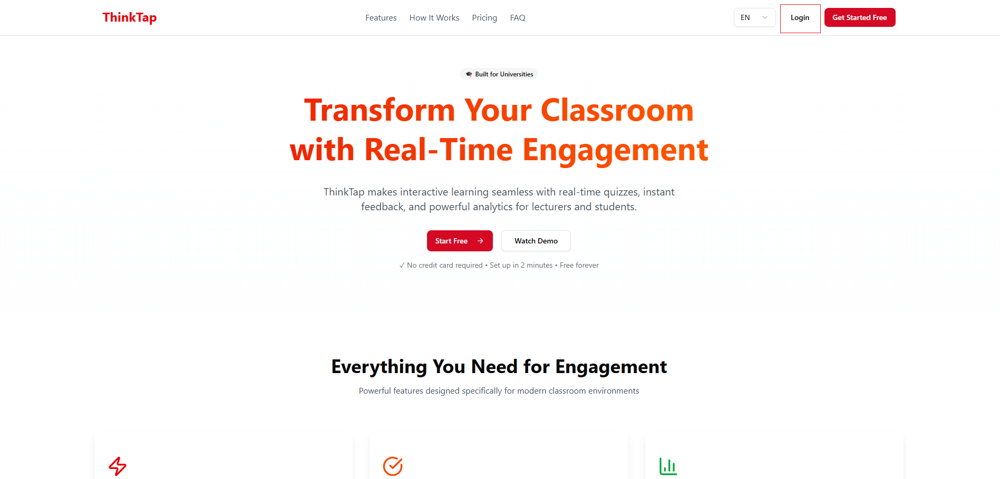 ThinkTap
Features How It Works Pricing FAQ
EN
Login
Get Started Free
Built for Universities
Transform Your Classroom
with Real-Time Engagement
ThinkTap makes interactive learning seamless with real-time quizzes, instant
feedback, and powerful analytics for lecturers and students.
Start Free →
Watch Demo
✓ No credit card required • Set up in 2 minutes • Free forever
Everything You Need for Engagement
Powerful features designed specifically for modern classroom environments